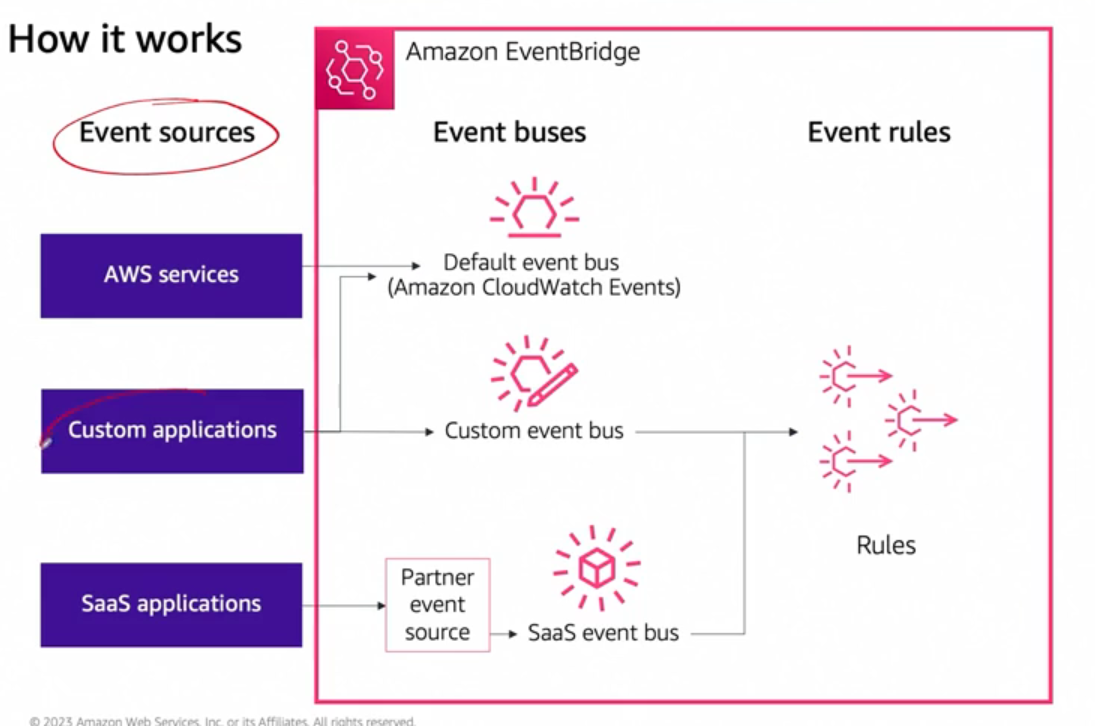 How it works
Amazon EventBridge
Event sources
Event buses
Event rules
AWS services
Default event bus
(Amazon CloudWatch Events)
Custom applications
Custom event bus
Rules
SaaS applications
Partner
event
source
SaaS event bus
© 2023 Amazon Web Services, Inc. or its Affiliates. All rights reserved.